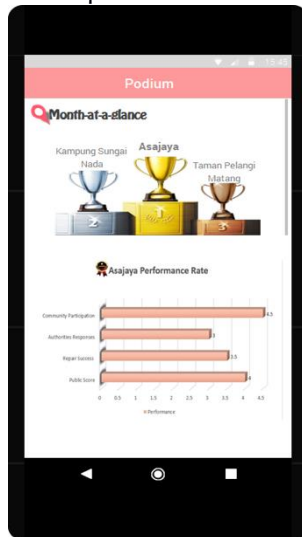 15:45
Podium
Month-at-a-glance
Kampung Sungai
Nada
Asajaya
Taman Pelangi
Matang
2
1
3
Asajaya Performance Rate
Community Participation
4.5
Authorities Responses
3
Repair Success
3.5
Public Score
4
0 0.5 1 1.5 2 2.5 3 3.5 4 4.5
Performance